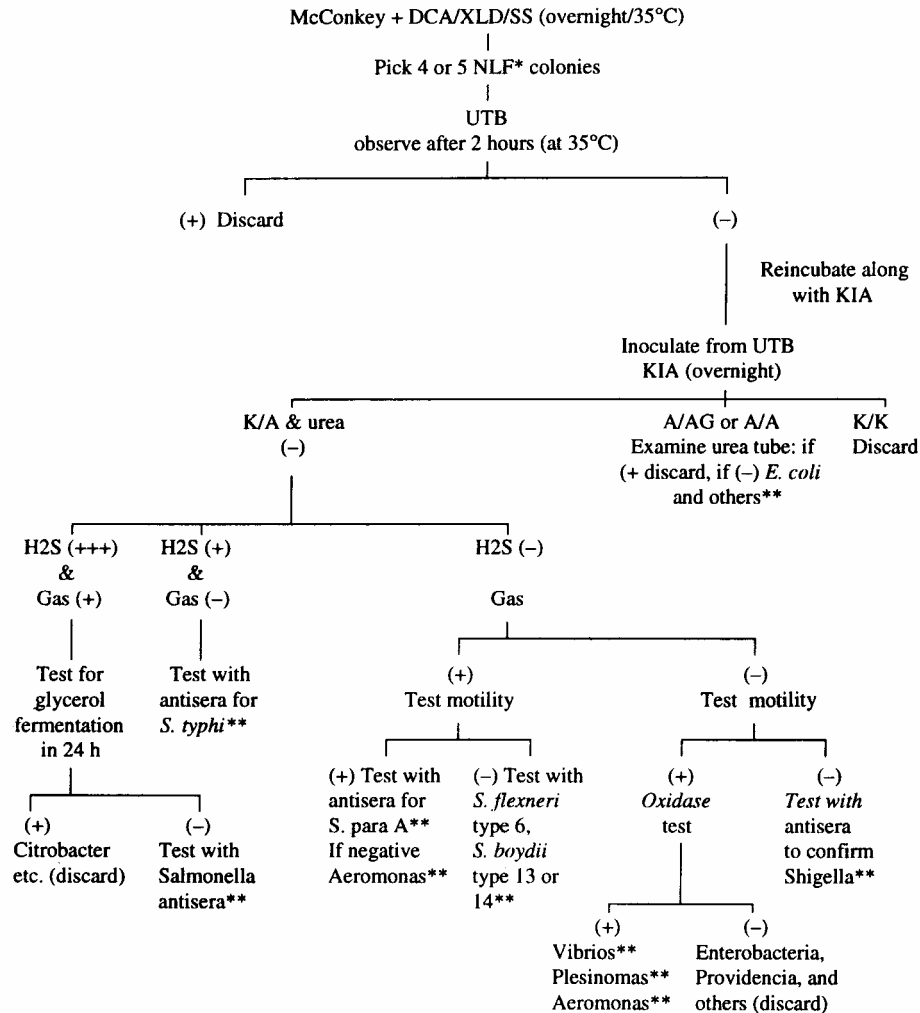 McConkey + DCA/XLD/SS (overnight/35°C)
Pick 4 or 5 NLF* colonies
UTB
observe after 2 hours (at 35°C)
(+) Discard
(–)
Reincubate along
with KIA
Inoculate from UTB
KIA (overnight)
K/A & urea
(–)
A/AG or A/A
Examine urea tube: if
(+ discard, if (–) E. coli
and others**
K/K
Discard
H2S (+++)
&
Gas (+)
H2S (+)
&
Gas (–)
H2S (–)
Gas
Test for
glycerol
fermentation
in 24 h
Test with
antisera for
S. typhi**
(+)
Test motility
(–)
Test motility
(+)
Citrobacter
etc. (discard)
(–)
Test with
Salmonella
antisera**
(+) Test with
antisera for
S. para A**
If negative
Aeromonas**
(–) Test with
S. flexneri
type 6,
S. boydii
type 13 or
14**
(+)
Oxidase
test
(–)
Test with
antisera
to confirm
Shigella**
(+)
Vibrios**
Plesinomas**
Aeromonas**
(–)
Enterobacteria,
Providencia, and
others (discard)